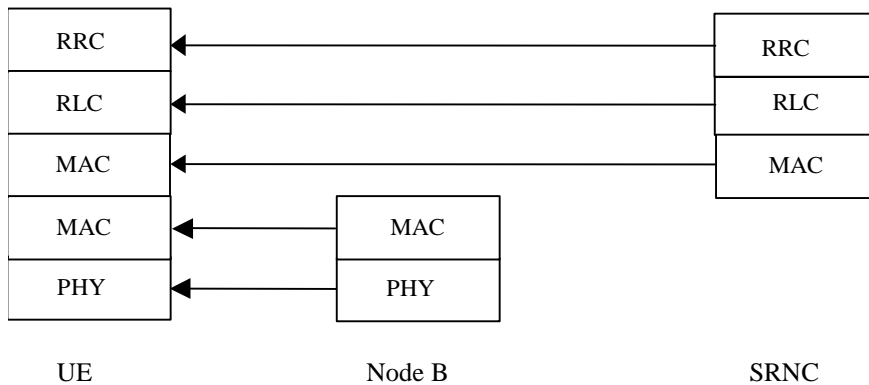 RRC
RRC
RLC
RLC
MAC
MAC
MAC
MAC
PHY
PHY
UE
Node B
SRNC